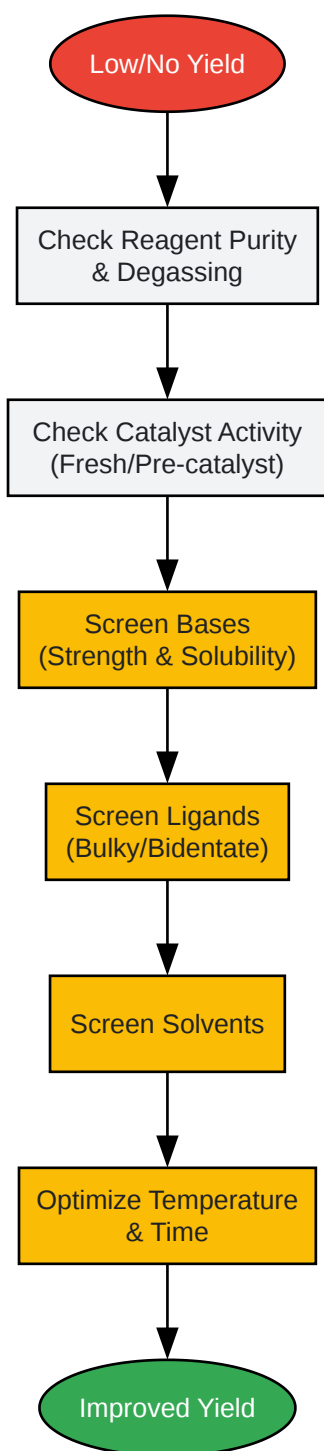 Low/No Yield
Check Reagent Purity
& Degassing
Check Catalyst Activity
(Fresh/Pre-catalyst)
Screen Bases
(Strength & Solubility)
Screen Ligands
(Bulky/Bidentate)
Screen Solvents
Optimize Temperature
& Time
Improved Yield